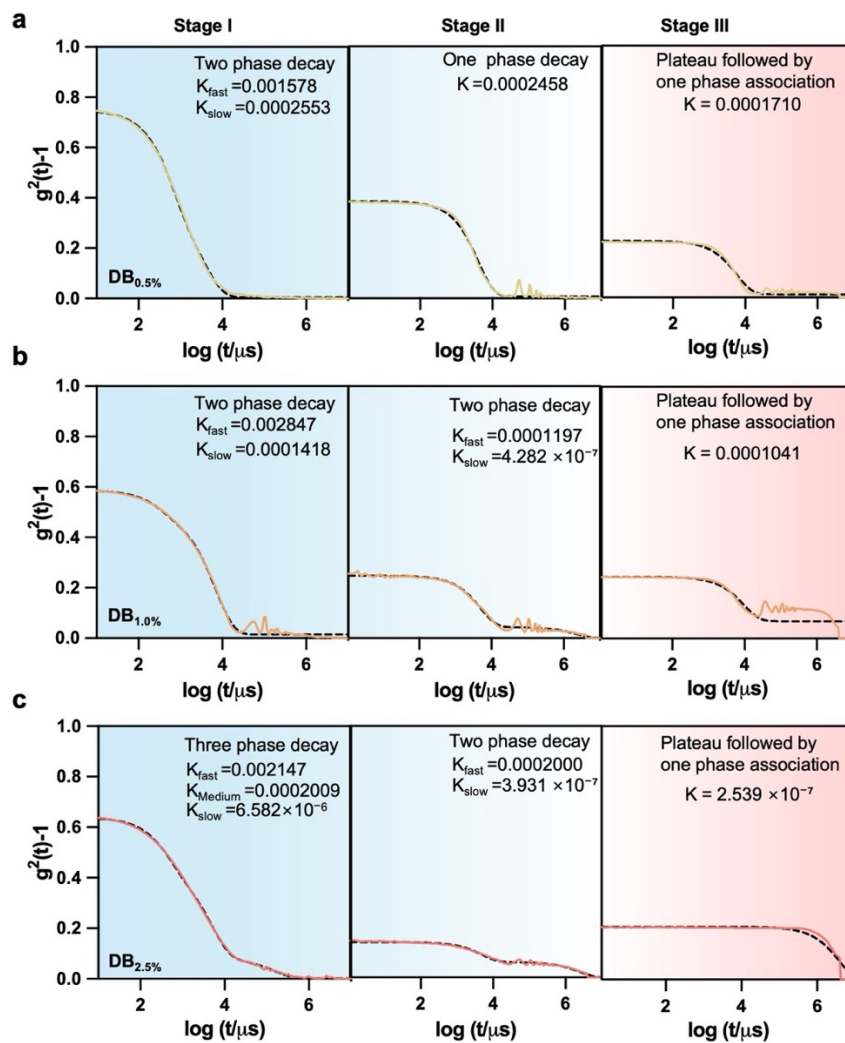 a
Stage I
Stage II
Stage III
1.0
0.8
0.6
0.4
0.2
0.0
g²(t)-1
Two phase decay
K_fast=0.001578
K_slow=0.0002553
DB_0.5%
One phase decay
K=0.0002458
Plateau followed by
one phase association
K = 0.0001710
2 4 6
2 4 6
2 4 6
log (t/μs)
log (t/μs)
log (t/μs)
b
1.0
0.8
0.6
0.4
0.2
0.0
g²(t)-1
Two phase decay
K_fast=0.002847
K_slow=0.0001418
DB_1.0%
Two phase decay
K_fast=0.0001197
K_slow=4.282 ×10⁻⁷
Plateau followed by
one phase association
K = 0.0001041
2 4 6
2 4 6
2 4 6
log (t/μs)
log (t/μs)
log (t/μs)
c
1.0
0.8
0.6
0.4
0.2
0.0
g²(t)-1
Three phase decay
K_fast=0.002147
K_Medium=0.0002009
K_slow=6.582×10⁻⁶
DB_2.5%
Two phase decay
K_fast=0.0002000
K_slow=3.931 ×10⁻⁷
Plateau followed by
one phase association
K = 2.539 ×10⁻⁷
2 4 6
2 4 6
2 4 6
log (t/μs)
log (t/μs)
log (t/μs)